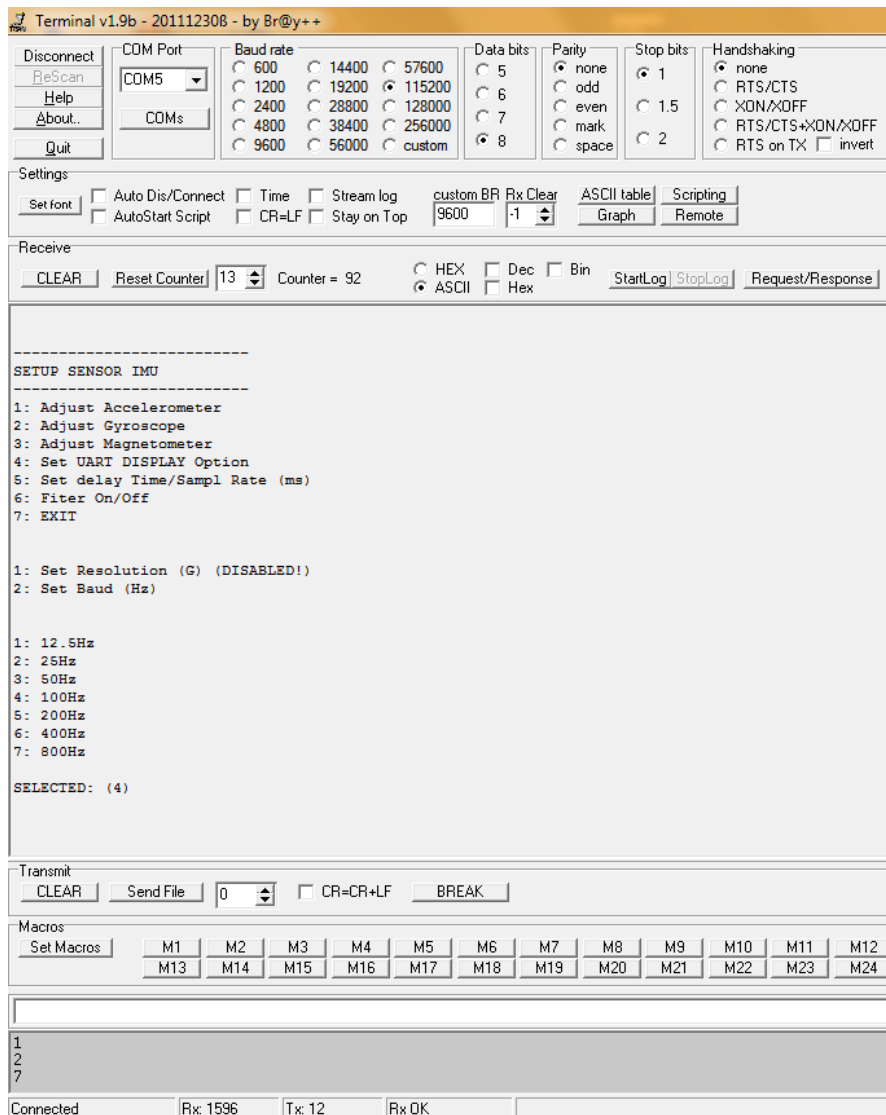 Terminal v1.9b - 20111230ß - by Br@y++
Disconnect
ReScan
Help
About..
Quit
COM Port
COM5
COMs
Baud rate
600 14400 57600
1200 19200 115200
2400 28800 128000
4800 38400 256000
9600 56000 custom
Data bits
5
6
7
8
Parity
none
odd
even
mark
space
Stop bits
1
1.5
2
Handshaking
none
RTS/CTS
XON/XOFF
RTS/CTS+XON/XOFF
RTS on TX invert
Settings
Set font
Auto Dis/Connect Time Stream log custom BR Rx Clear ASCII table Scripting
AutoStart Script CR=LF Stay on Top 9600 -1 Graph Remote
Receive
CLEAR Reset Counter 13 Counter = 92
HEX Dec Bin
ASCII Hex
StartLog StopLog Request/Response
--------------------------
SETUP SENSOR IMU
--------------------------
1: Adjust Accelerometer
2: Adjust Gyroscope
3: Adjust Magnetometer
4: Set UART DISPLAY Option
5: Set delay Time/Sampl Rate (ms)
6: Fiter On/Off
7: EXIT
1: Set Resolution (G) (DISABLED!)
2: Set Baud (Hz)
1: 12.5Hz
2: 25Hz
3: 50Hz
4: 100Hz
5: 200Hz
6: 400Hz
7: 800Hz
SELECTED: (4)
Transmit
CLEAR Send File 0 CR=CR+LF BREAK
Macros
Set Macros M1 M2 M3 M4 M5 M6 M7 M8 M9 M10 M11 M12
M13 M14 M15 M16 M17 M18 M19 M20 M21 M22 M23 M24
1
2
7
Connected Rx: 1596 Tx: 12 Rx OK